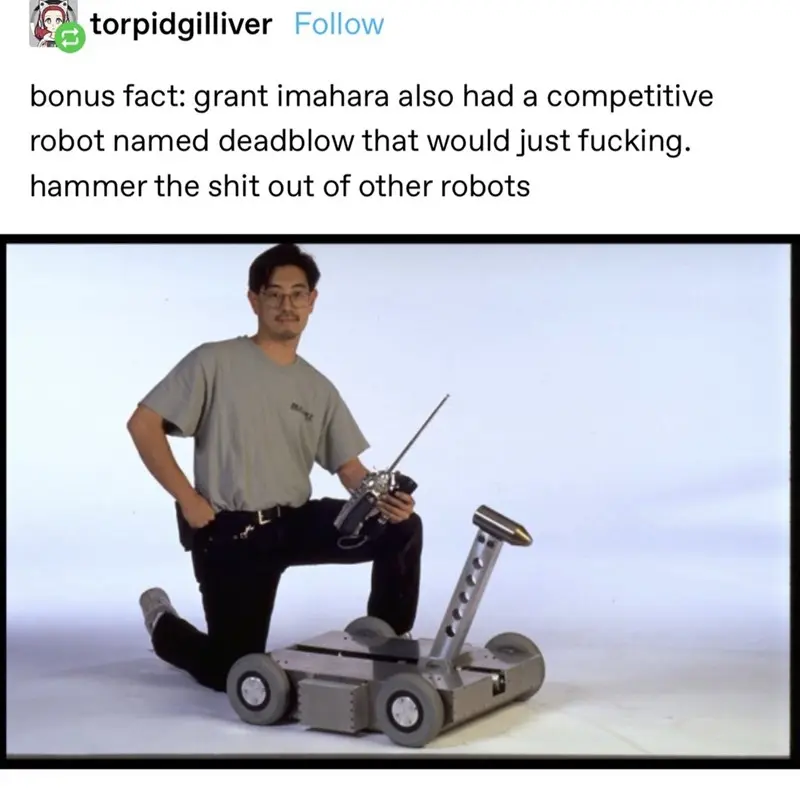 torpidgilliver Follow
bonus fact: grant imahara also had a competitive
robot named deadblow that would just fucking.
hammer the shit out of other robots